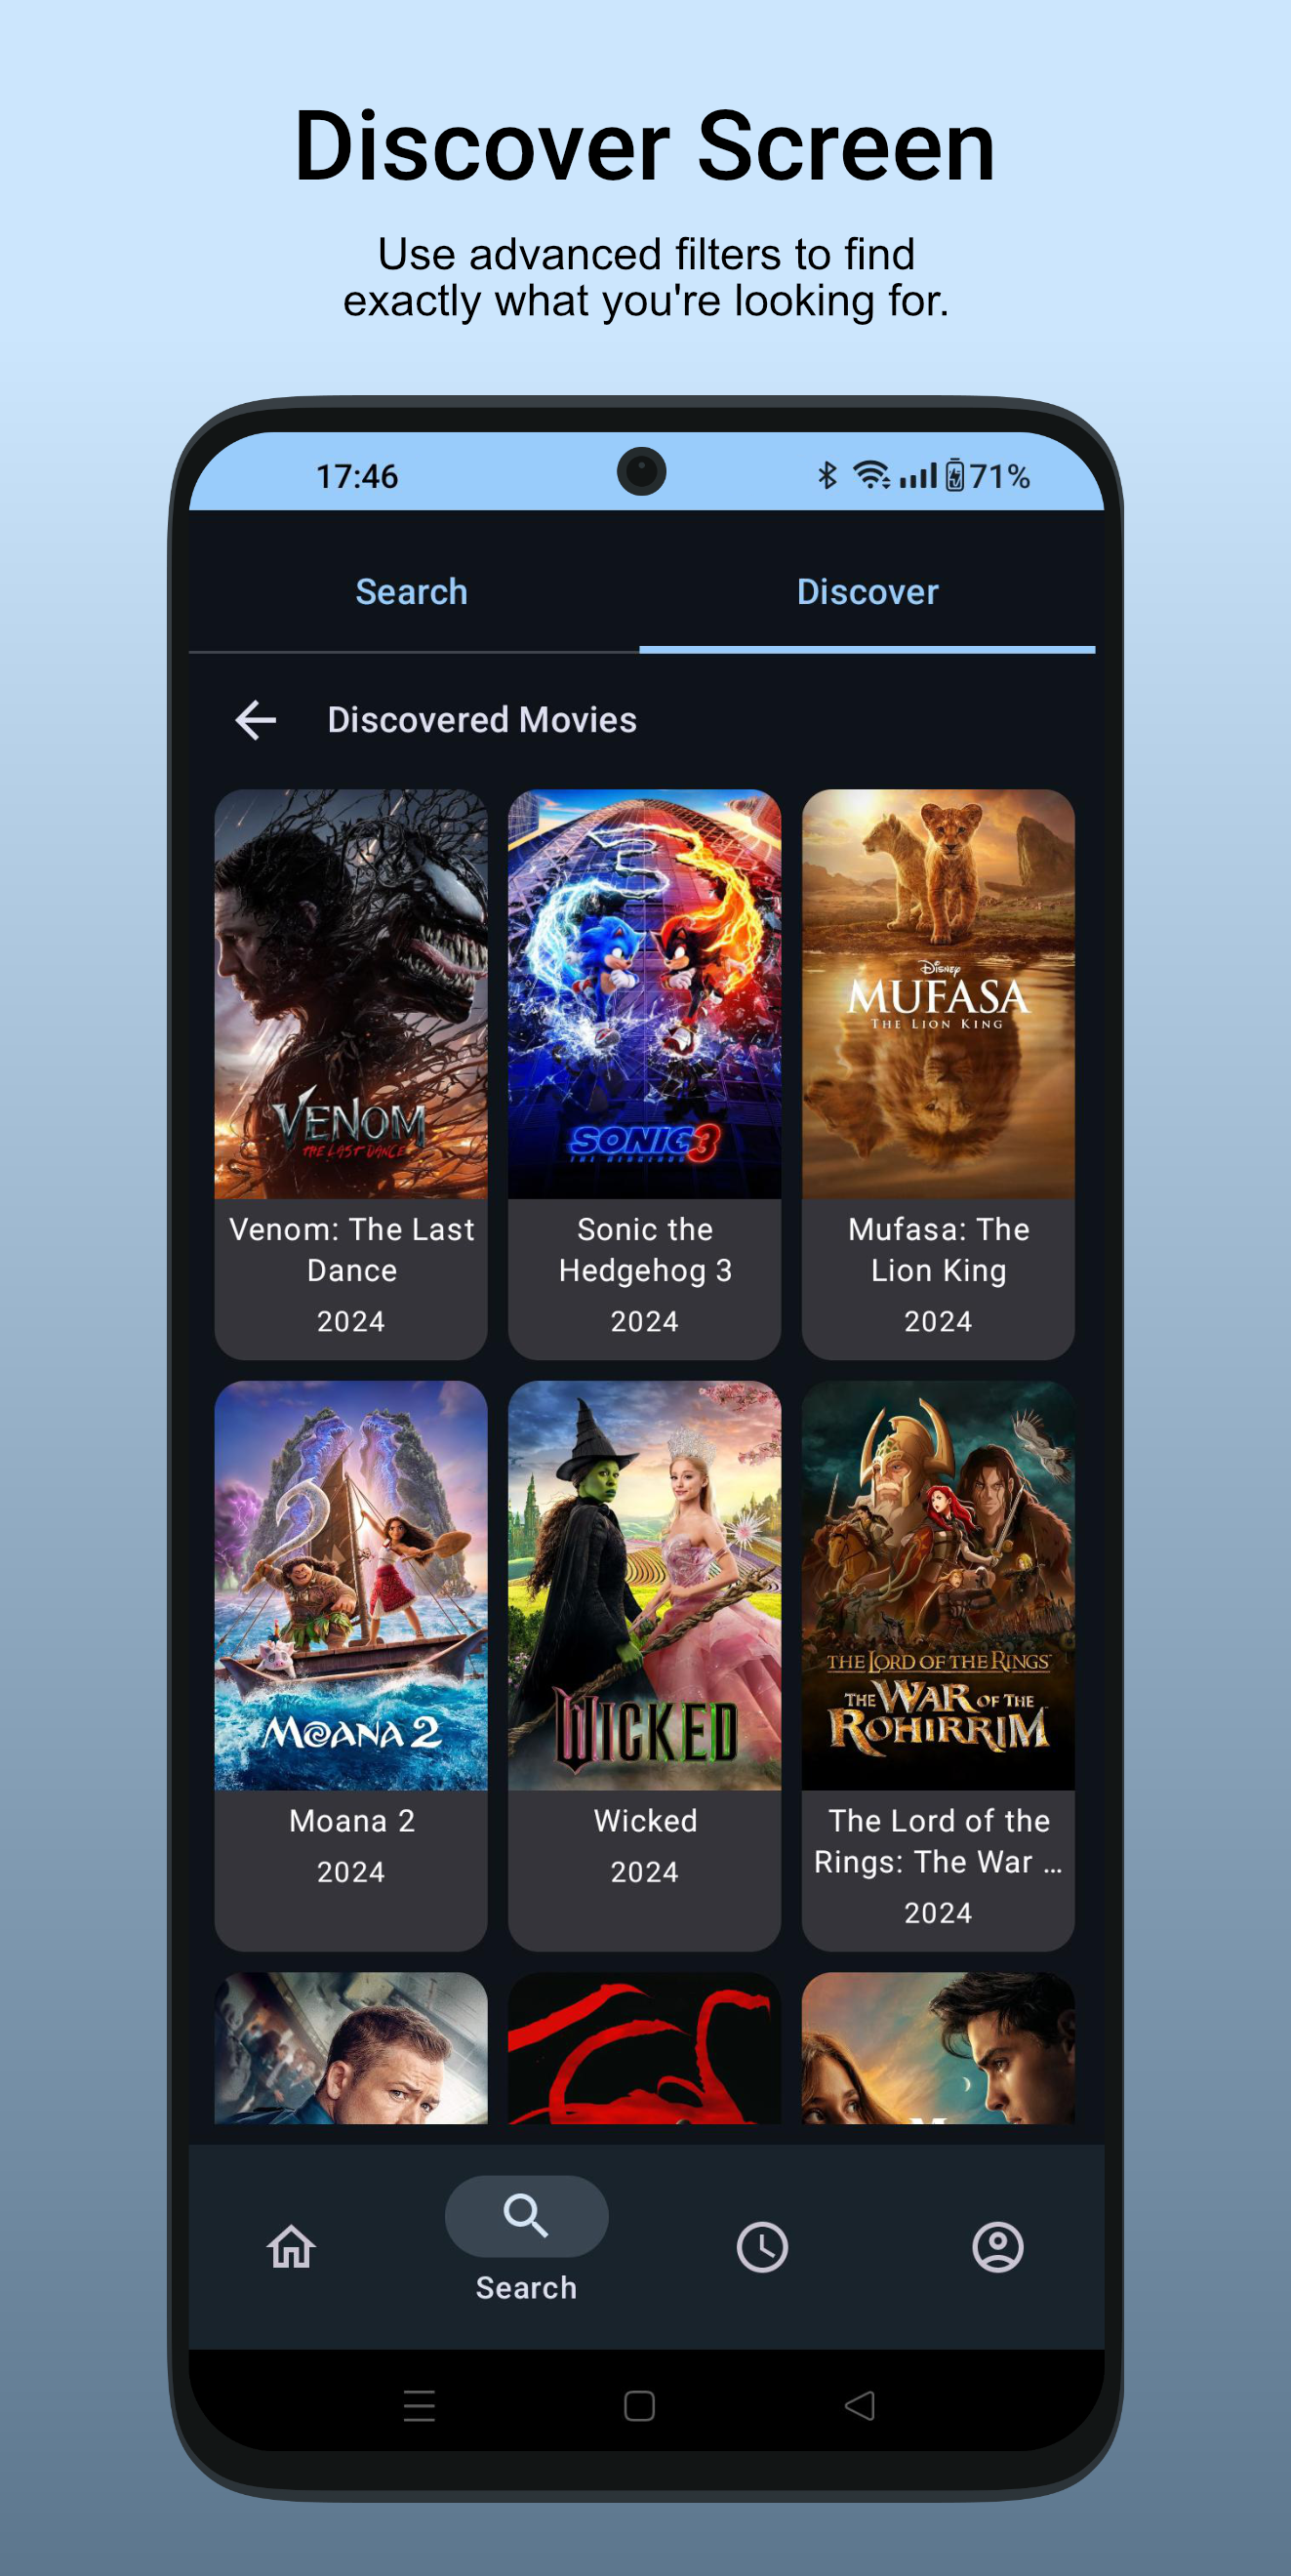 Discover Screen
Use advanced filters to find
exactly what you're looking for.
17:46
71%
Search
Discover
Discovered Movies
VENOM
THE LAST DANCE
SONIC 3
THE HEDGEHOG
Disney
MUFASA
THE LION KING
Venom: The Last
Dance
2024
Sonic the
Hedgehog 3
2024
Mufasa: The
Lion King
2024
MOANA 2
WICKED
THE LORD OF THE RINGS
THE WAR OF THE
ROHIRRIM
Moana 2
2024
Wicked
2024
The Lord of the
Rings: The War ...
2024
Search